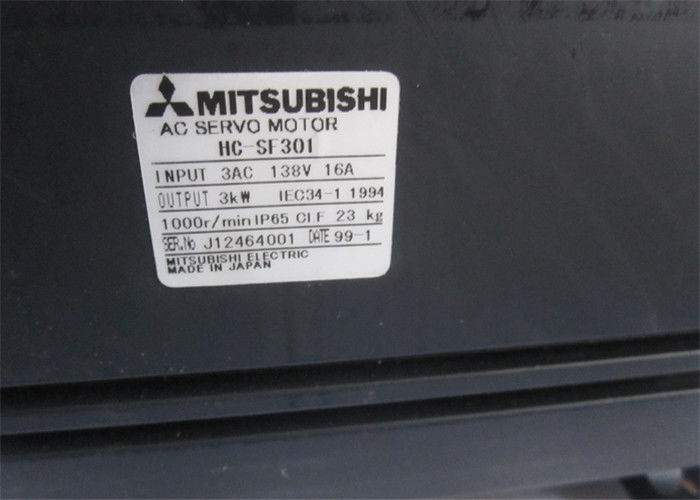 MITSUBISHI
AC SERVO MOTOR
HC-SF301
INPUT 3AC 138V 16A
OUTPUT 3kW IEC34-1 1994
1000r/min IP65 Cl F 23 kg
SER.No J12464001 DATE 99-1
MITSUBISHI ELECTRIC
MADE IN JAPAN